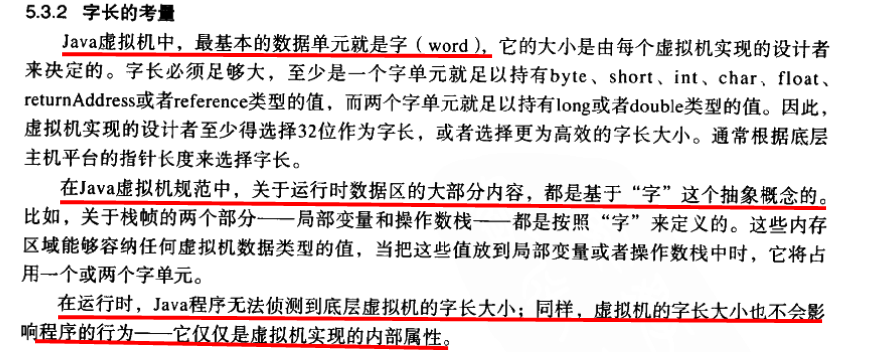 5.3.2 字长的考量
Java虚拟机中，最基本的数据单元就是字（word），它的大小是由每个虚拟机实现的设计者
来决定的。字长必须足够大，至少是一个字单元就足以持有byte、short、int、char、float、
returnAddress或者reference类型的值，而两个字单元就足以持有long或者double类型的值。因此，
虚拟机实现的设计者至少得选择32位作为字长，或者选择更为高效的字长大小。通常根据底层
主机平台的指针长度来选择字长。
在Java虚拟机规范中，关于运行时数据区的大部分内容，都是基于“字”这个抽象概念的。
比如，关于栈帧的两个部分——局部变量和操作数栈——都是按照“字”来定义的。这些内存
区域能够容纳任何虚拟机数据类型的值，当把这些值放到局部变量或者操作数栈中时，它将占
用一个或两个字单元。
在运行时，Java程序无法侦测到底层虚拟机的字长大小；同样，虚拟机的字长大小也不会影
响程序的行为——它仅仅是虚拟机实现的内部属性。